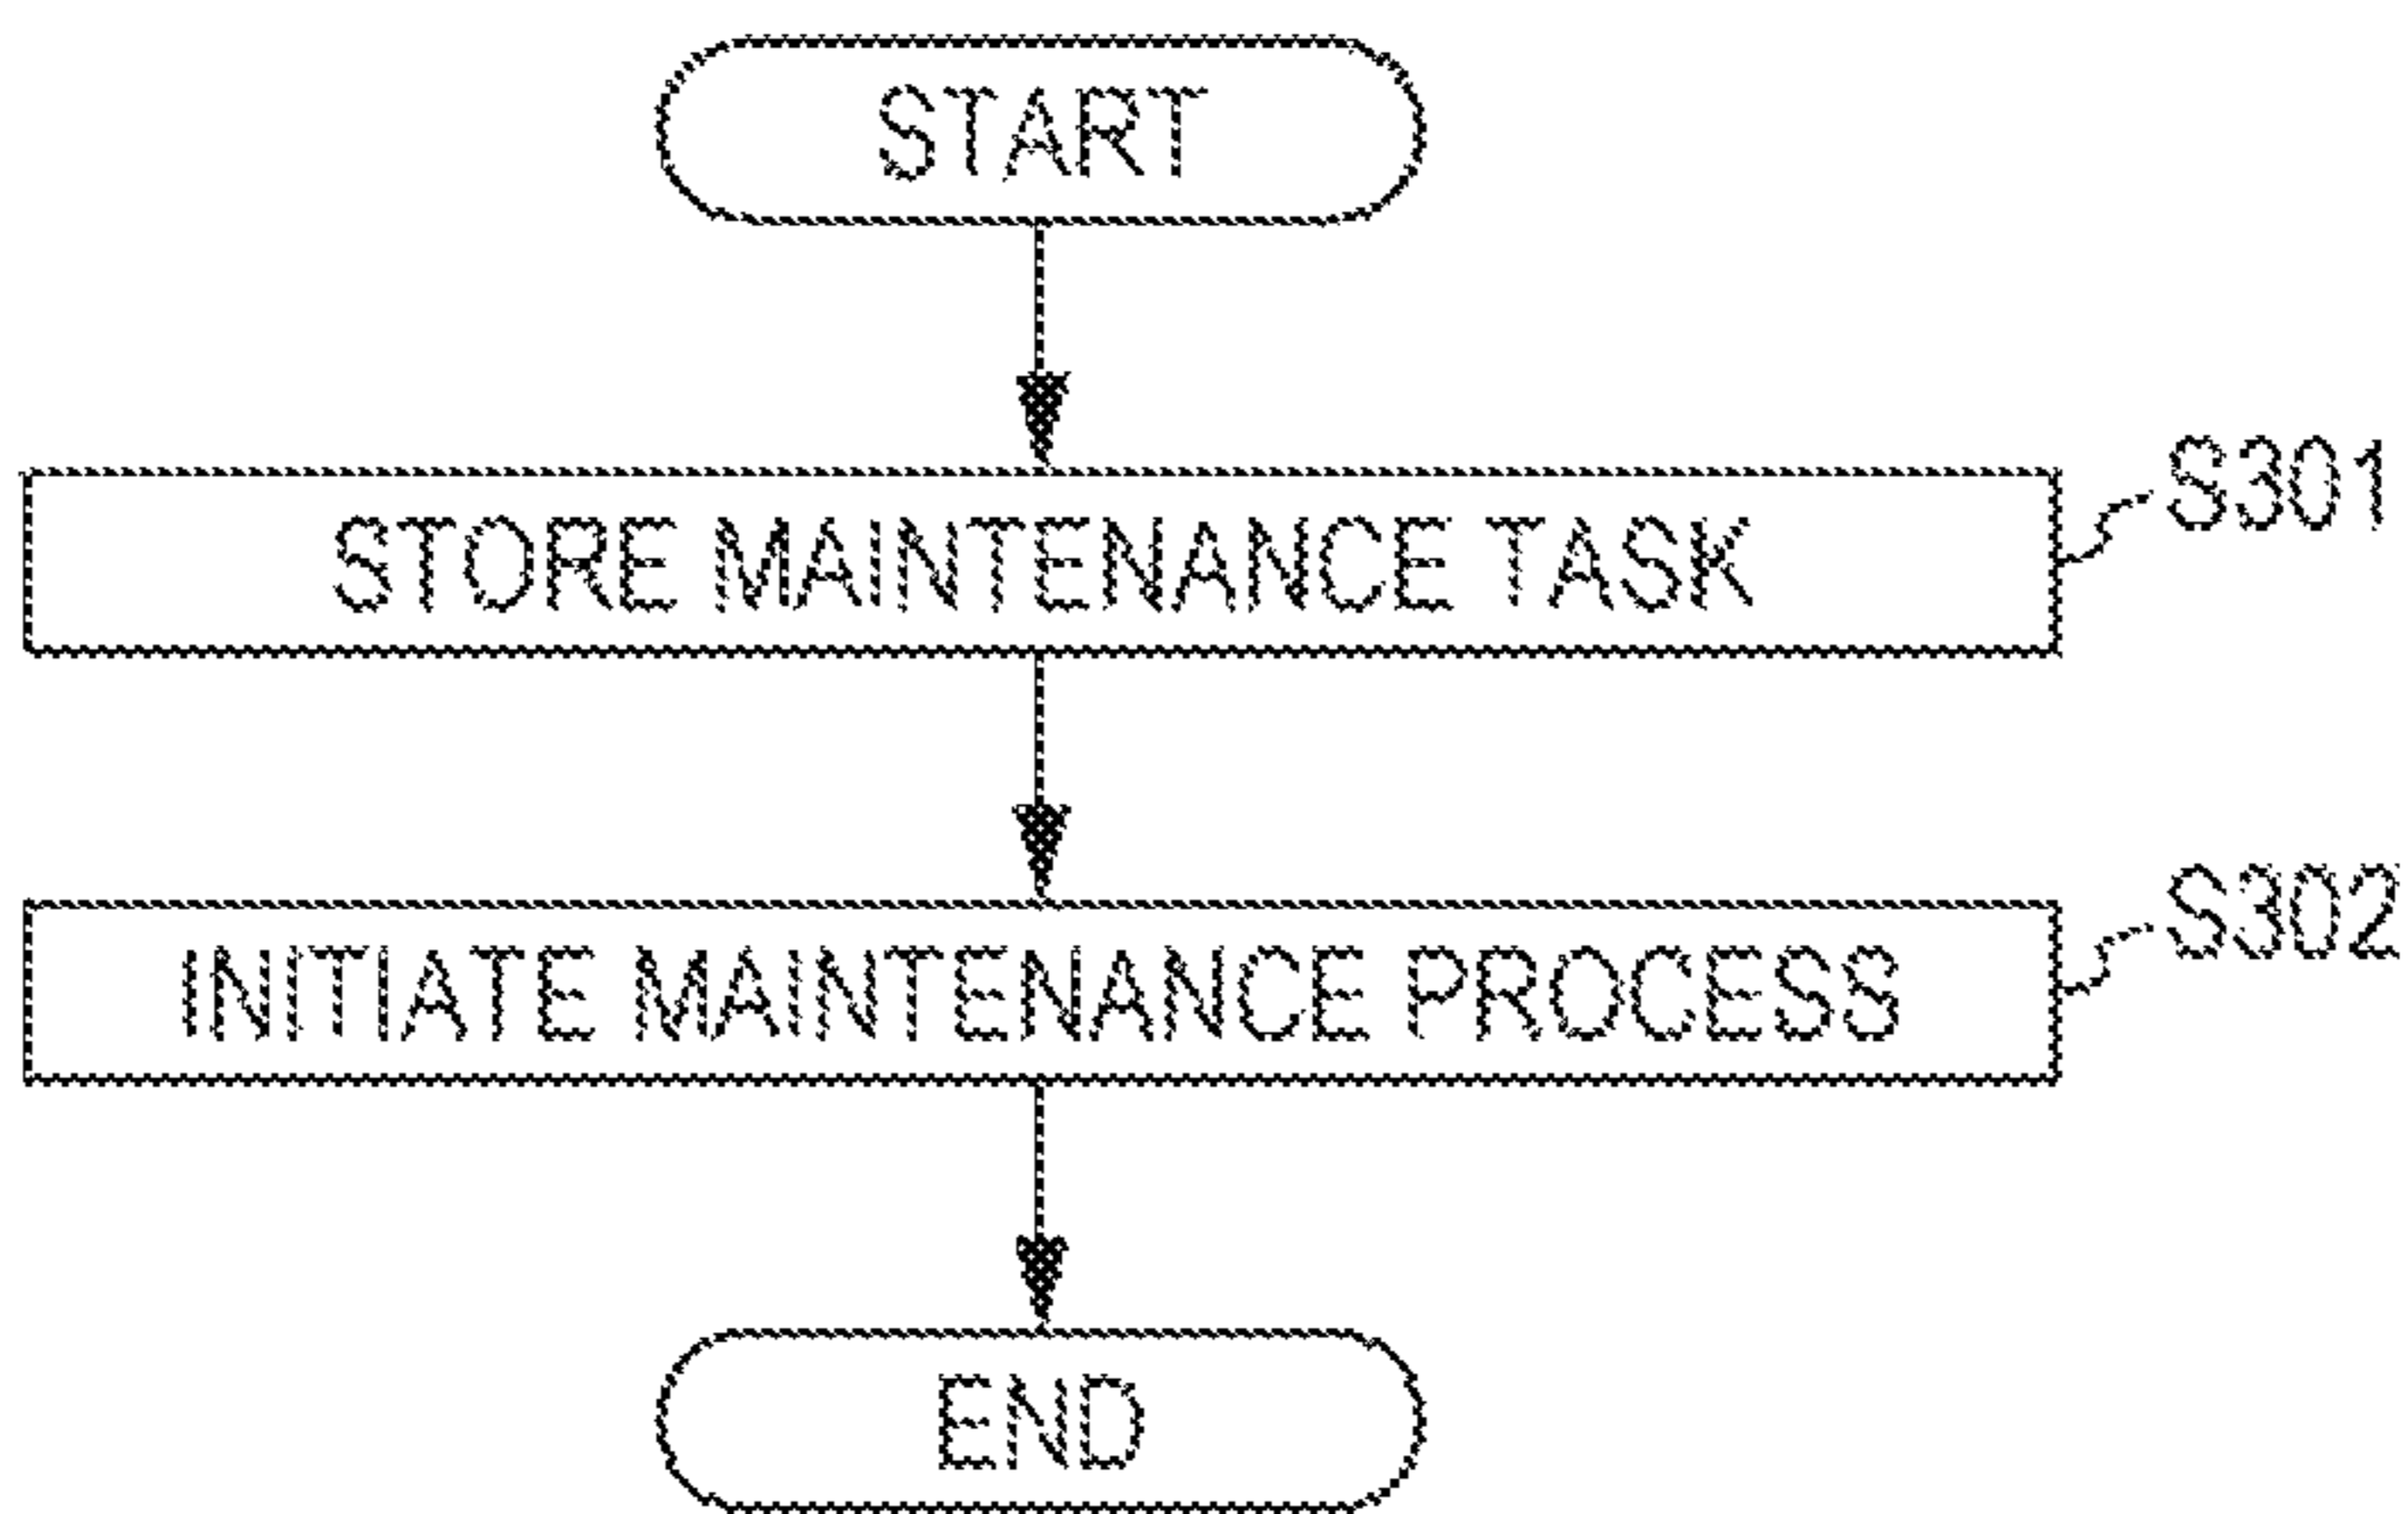 START
STORE MAINTENANCE TASK
S301
INITIATE MAINTENANCE PROCESS
S302
END